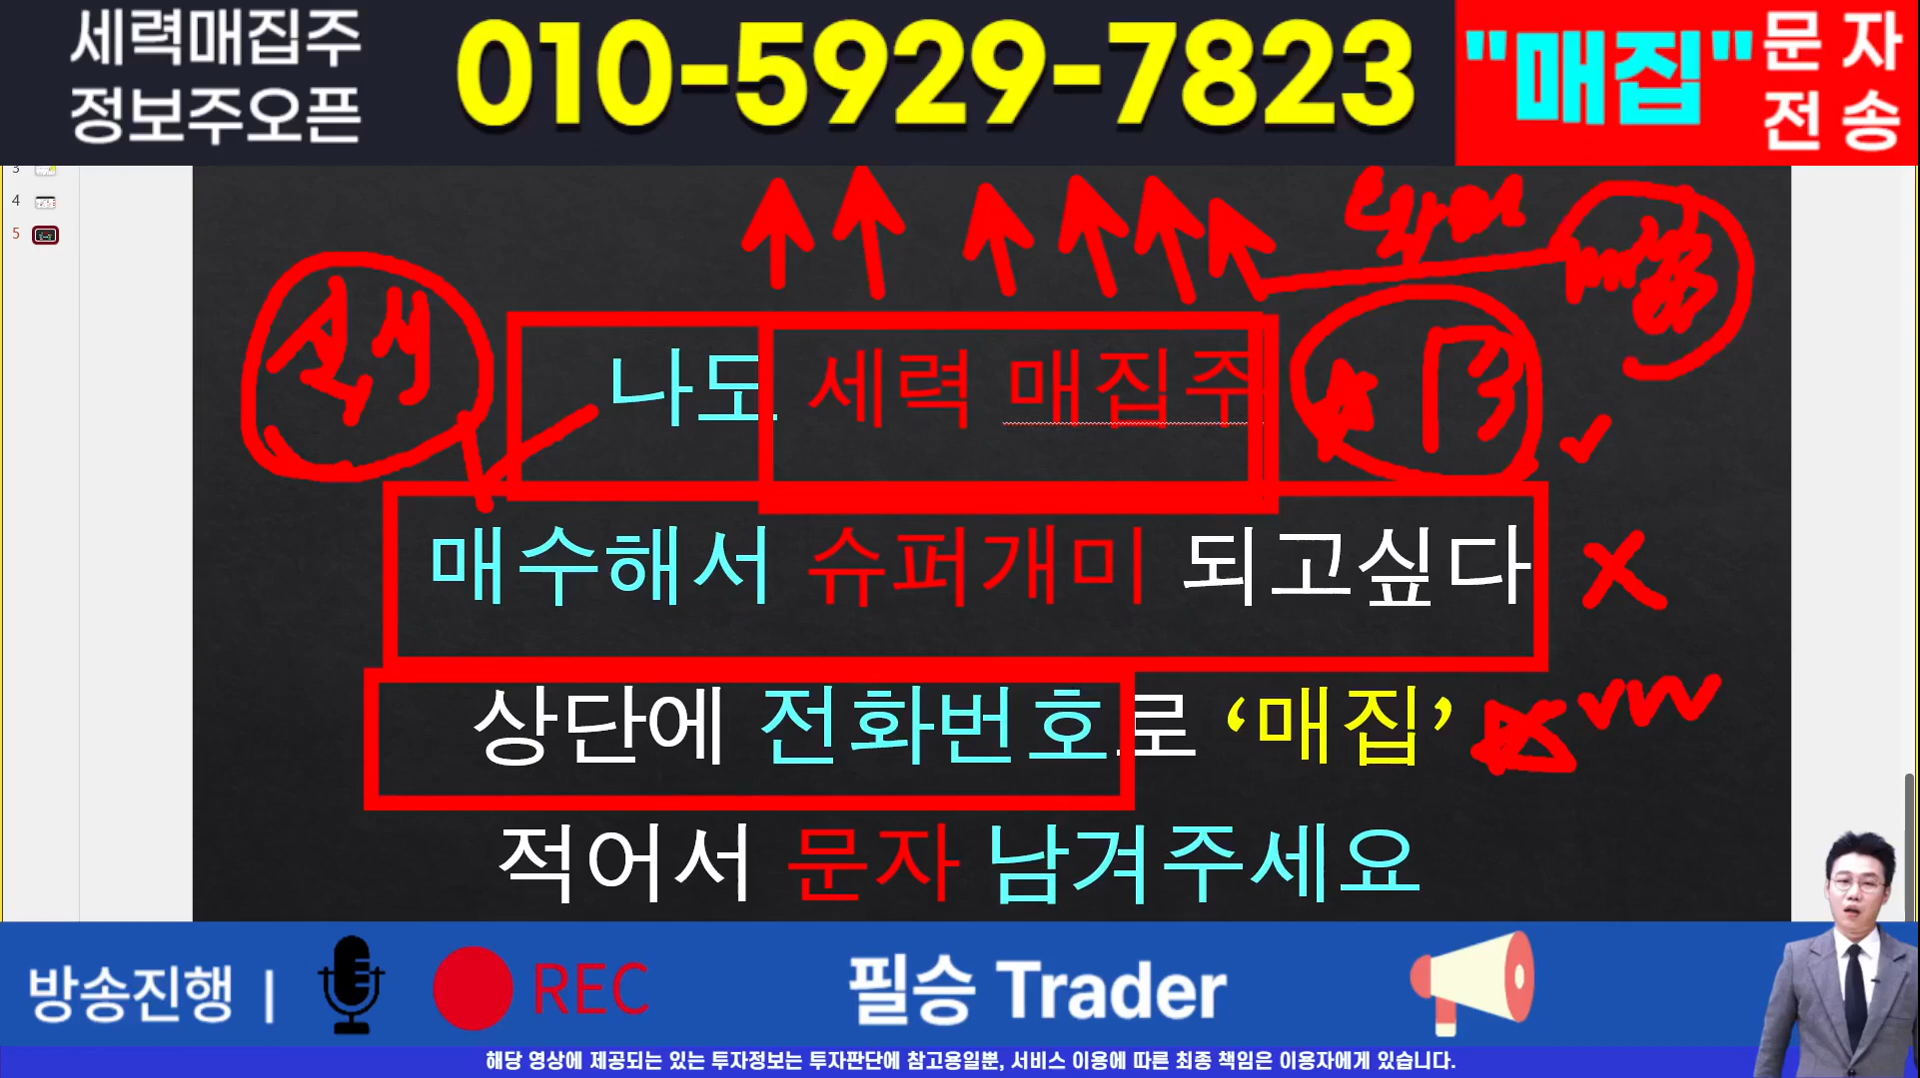 세력매집주
정보주오픈
010-5929-7823
"매집"
문자
전송
3
4
5
나도 세력 매집주
매수해서 슈퍼개미 되고싶다
상단에 전화번호로 ‘매집’
적어서 문자 남겨주세요
방송진행 |
REC
필승 Trader
해당 영상에 제공되는 있는 투자정보는 투자판단에 참고용일뿐, 서비스 이용에 따른 최종 책임은 이용자에게 있습니다.